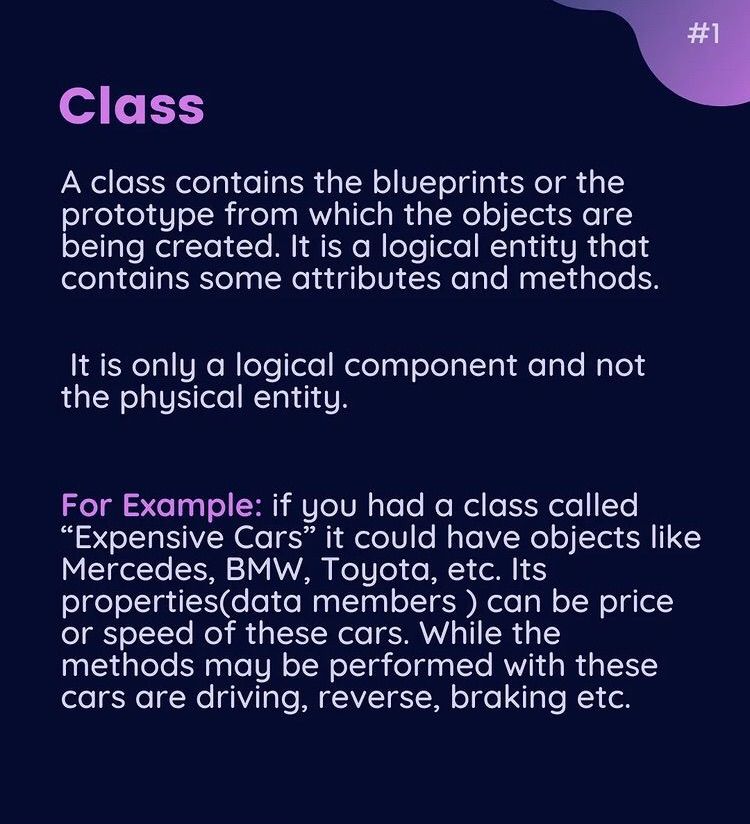 #1
Class
A class contains the blueprints or the
prototype from which the objects are
being created. It is a logical entity that
contains some attributes and methods.
It is only a logical component and not
the physical entity.
For Example: if you had a class called
“Expensive Cars” it could have objects like
Mercedes, BMW, Toyota, etc. Its
properties(data members ) can be price
or speed of these cars. While the
methods may be performed with these
cars are driving, reverse, braking etc.